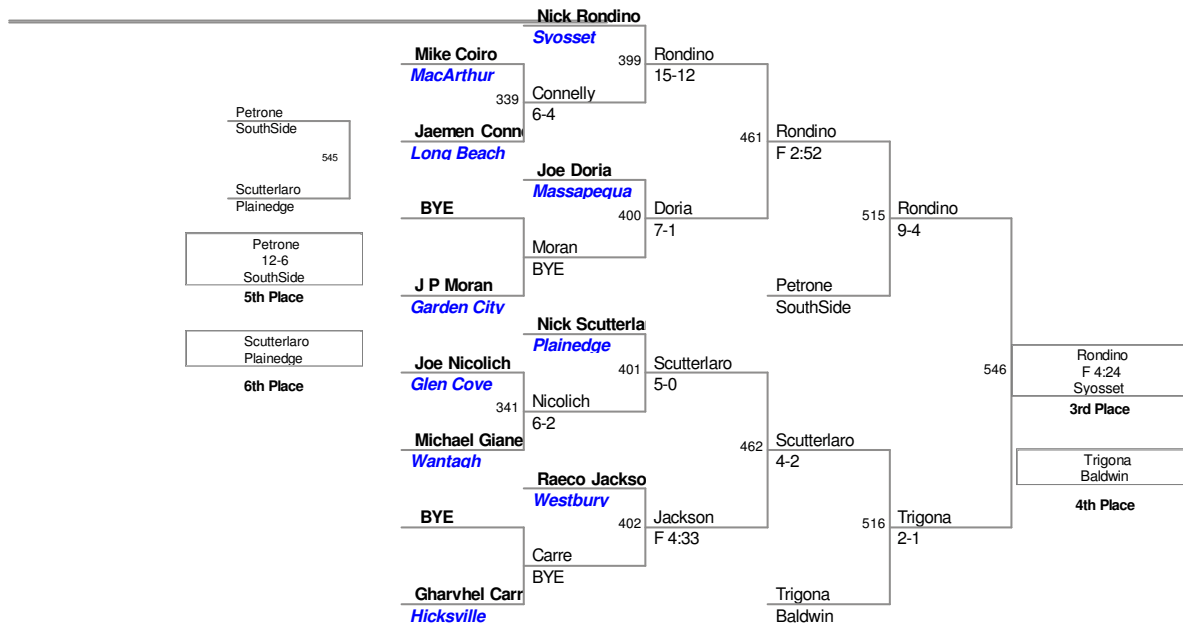 Nick Rondino
Syosset
Mike Coiro
MacArthur
399
Rondino
15-12
339
Connelly
6-4
Jaemen Conn
Long Beach
Petrone
SouthSide
545
Scutterlaro
Plainedge
461
Rondino
F 2:52
Joe Doria
Massapequa
BYE
400
Doria
7-1
Moran
BYE
J P Moran
Garden City
515
Rondino
9-4
Petrone
SouthSide
Petrone
12-6
SouthSide
5th Place
Scutterlaro
Plainedge
6th Place
Nick Scutterla
Plainedge
Joe Nicolich
Glen Cove
401
Scutterlaro
5-0
341
Nicolich
6-2
Michael Giane
Wantagh
462
Scutterlaro
4-2
Raeco Jackso
Westbury
BYE
402
Jackson
F 4:33
Carre
BYE
Gharvhel Carr
Hicksville
516
Trigona
2-1
Trigona
Baldwin
546
Rondino
F 4:24
Syosset
3rd Place
Trigona
Baldwin
4th Place